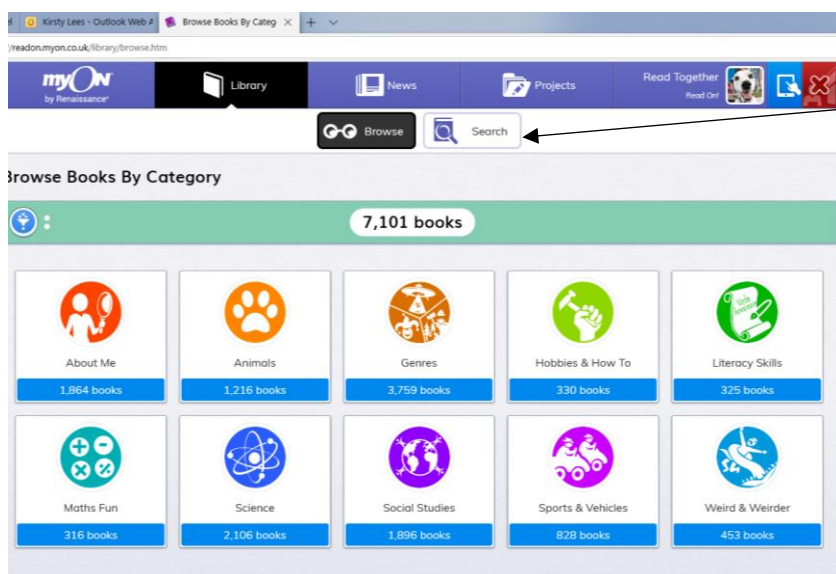 Kirsty Lees - Outlook Web A
Browse Books By Categ
/readon.myon.co.uk/library/browse.htm
myON
by Renaissance
Library
News
Projects
Read Together
Read On!
Browse
Search
Browse Books By Category
7,101 books
About Me
Animals
Genres
Hobbies & How To
Literacy Skills
1,864 books
1,216 books
3,759 books
330 books
325 books
Maths Fun
Science
Social Studies
Sports & Vehicles
Weird & Weirder
316 books
2,106 books
1,896 books
828 books
453 books